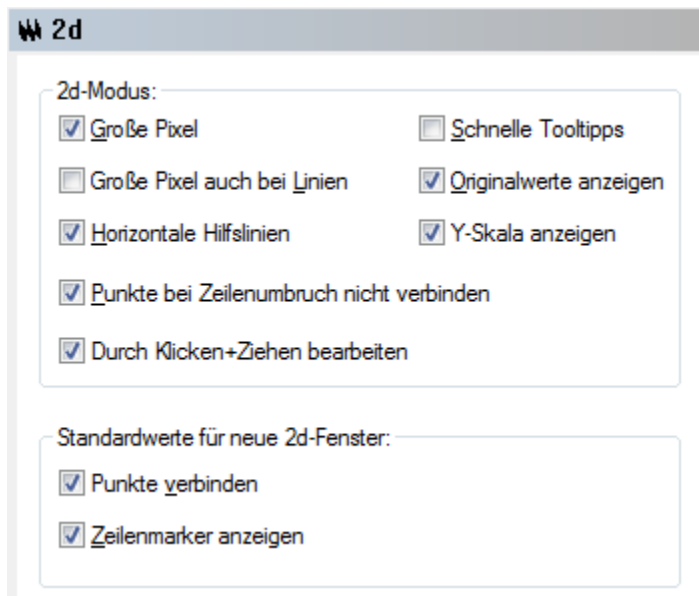 2d
2d-Modus:
Große Pixel
Schnelle Tooltipps
Große Pixel auch bei Linien
Originalwerte anzeigen
Horizontale Hilfslinien
Y-Skala anzeigen
Punkte bei Zeilenumbruch nicht verbinden
Durch Klicken+Ziehen bearbeiten
Standardwerte für neue 2d-Fenster:
Punkte verbinden
Zeilenmarker anzeigen